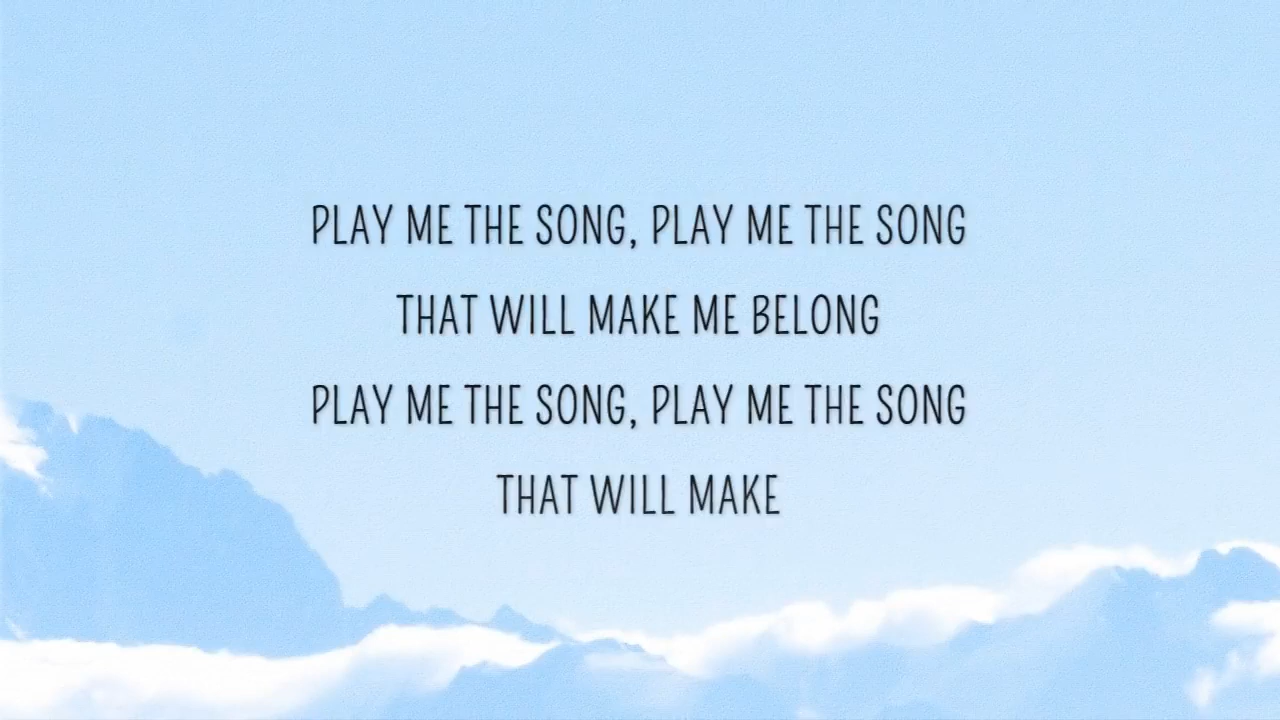 PLAY ME THE SONG, PLAY ME THE SONG
THAT WILL MAKE ME BELONG
PLAY ME THE SONG, PLAY ME THE SONG
THAT WILL MAKE